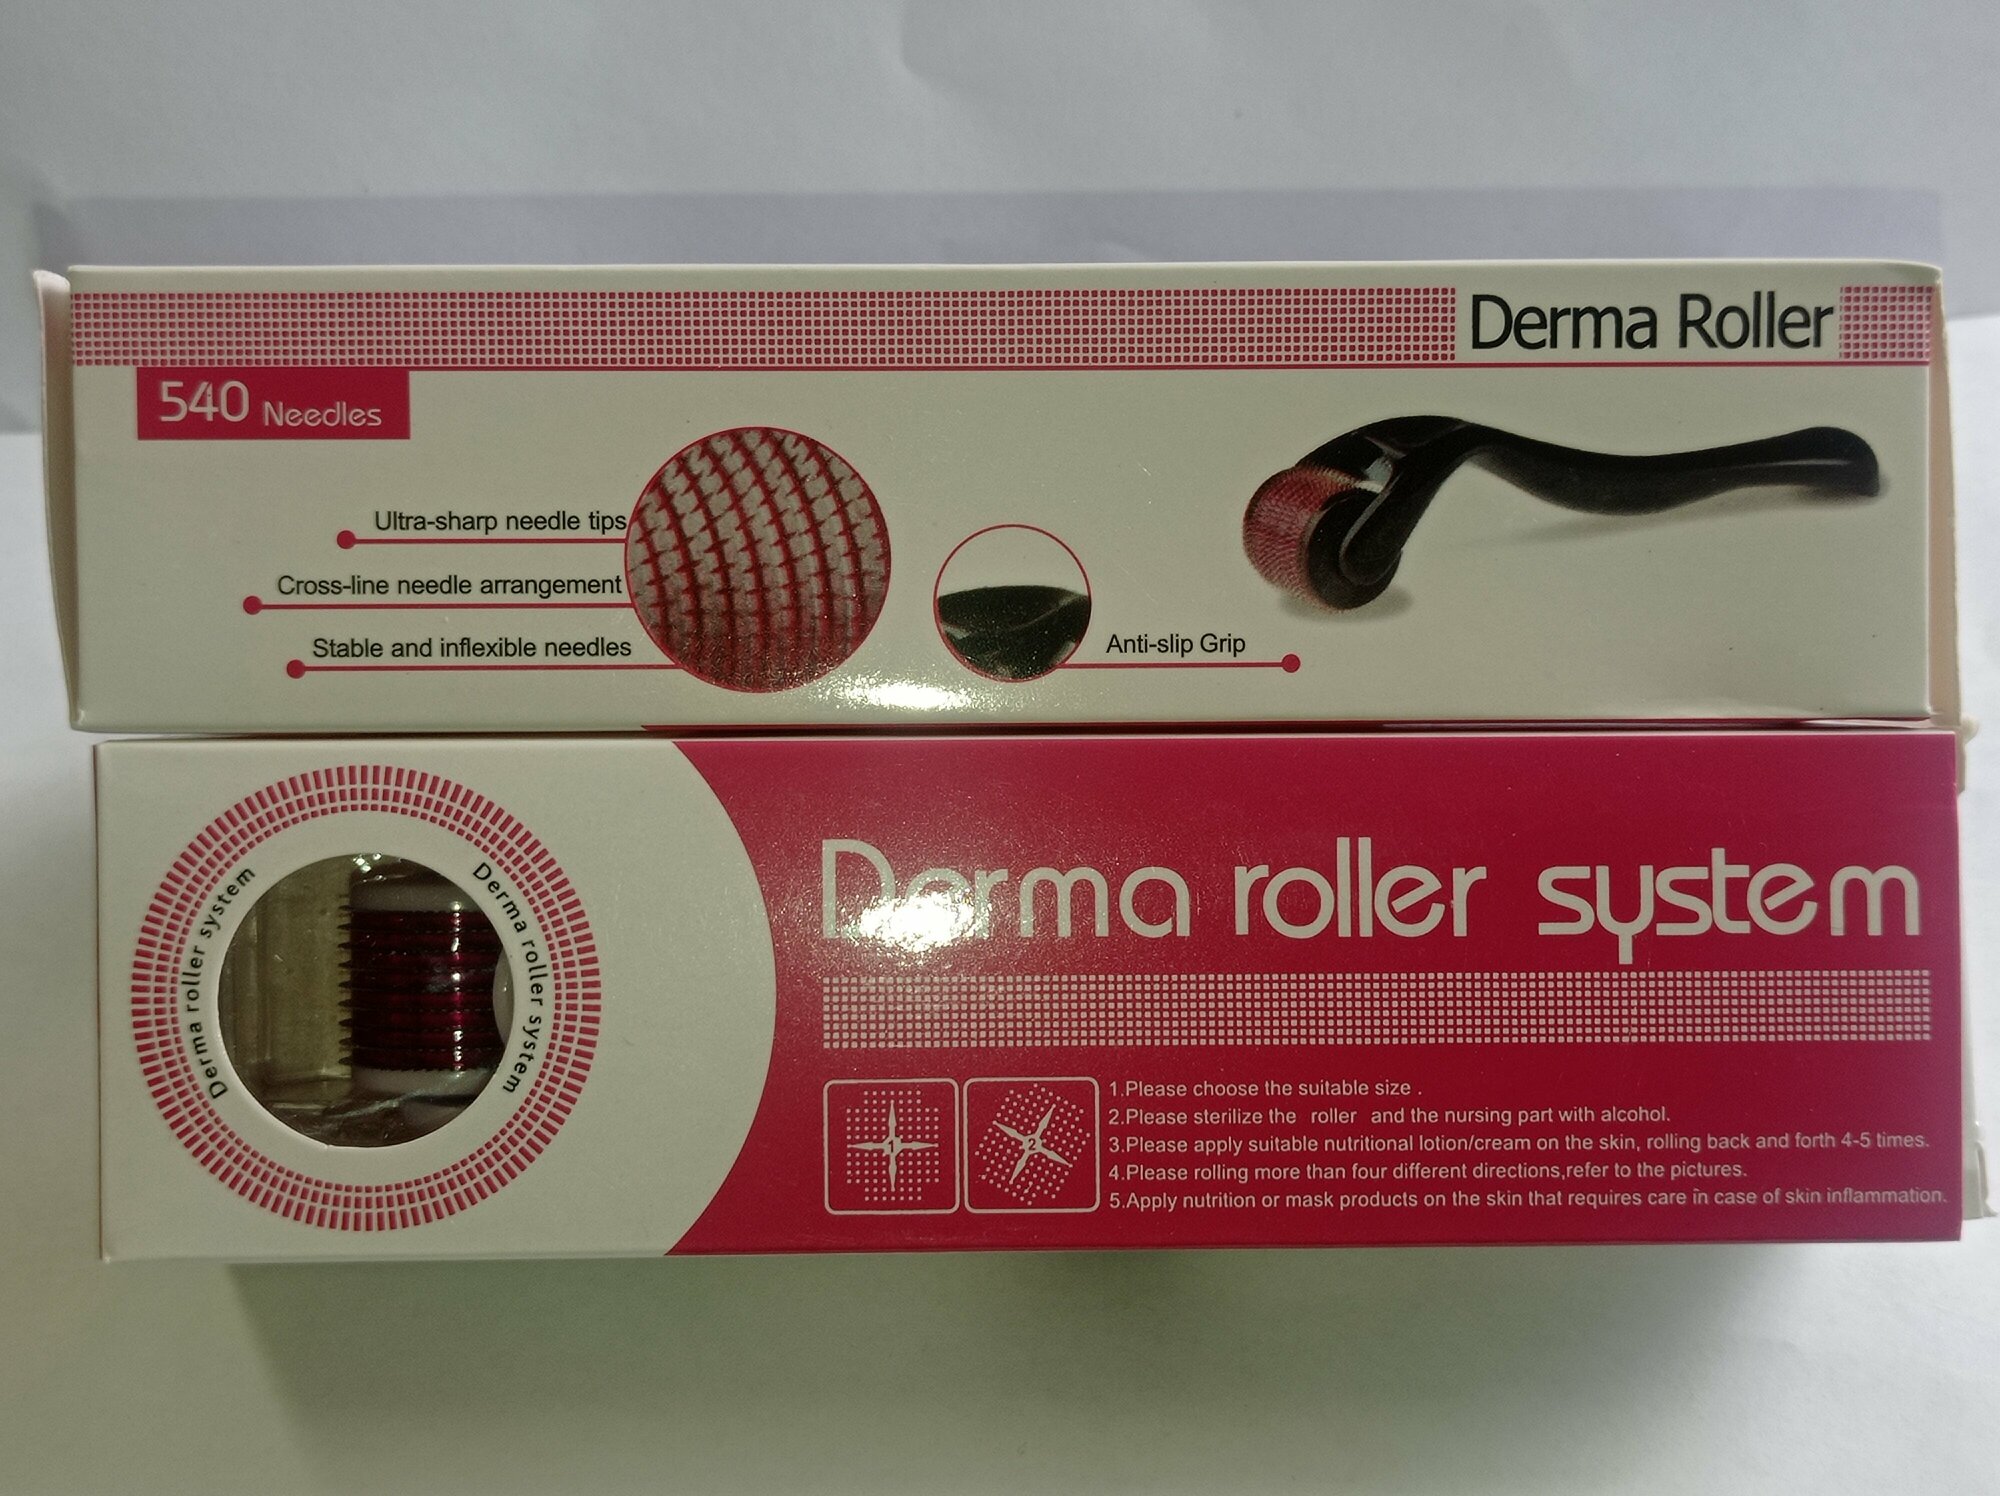 Derma Roller
540 Needles
Ultra-sharp needle tips
Cross-line needle arrangement
Stable and inflexible needles
Anti-slip Grip
Derma roller system
Derma roller system
Derma roller system
1
2
1.Please choose the suitable size .
2.Please sterilize the roller and the nursing part with alcohol.
3.Please apply suitable nutritional lotion/cream on the skin, rolling back and forth 4-5 times.
4.Please rolling more than four different directions,refer to the pictures.
5.Apply nutrition or mask products on the skin that requires care in case of skin inflammation.